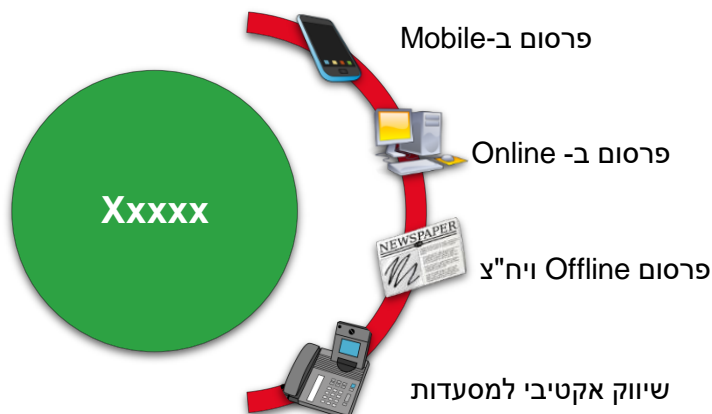 פרסום ב-Mobile
פרסום ב- Online
Xxxxx
NEWSPAPER
פרסום Offline ויח"צ
שיווק אקטיבי למסעדות